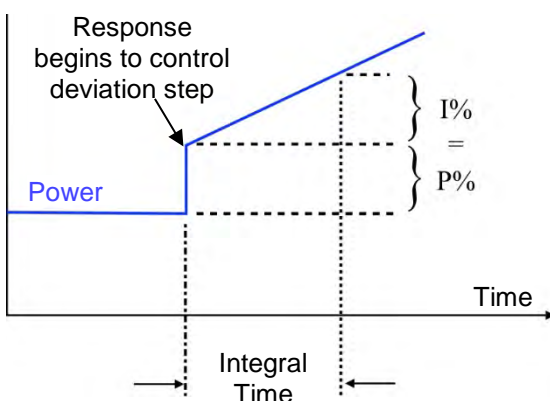 Response
begins to control
deviation step
I%
=
P%
Power
Time
Integral
Time